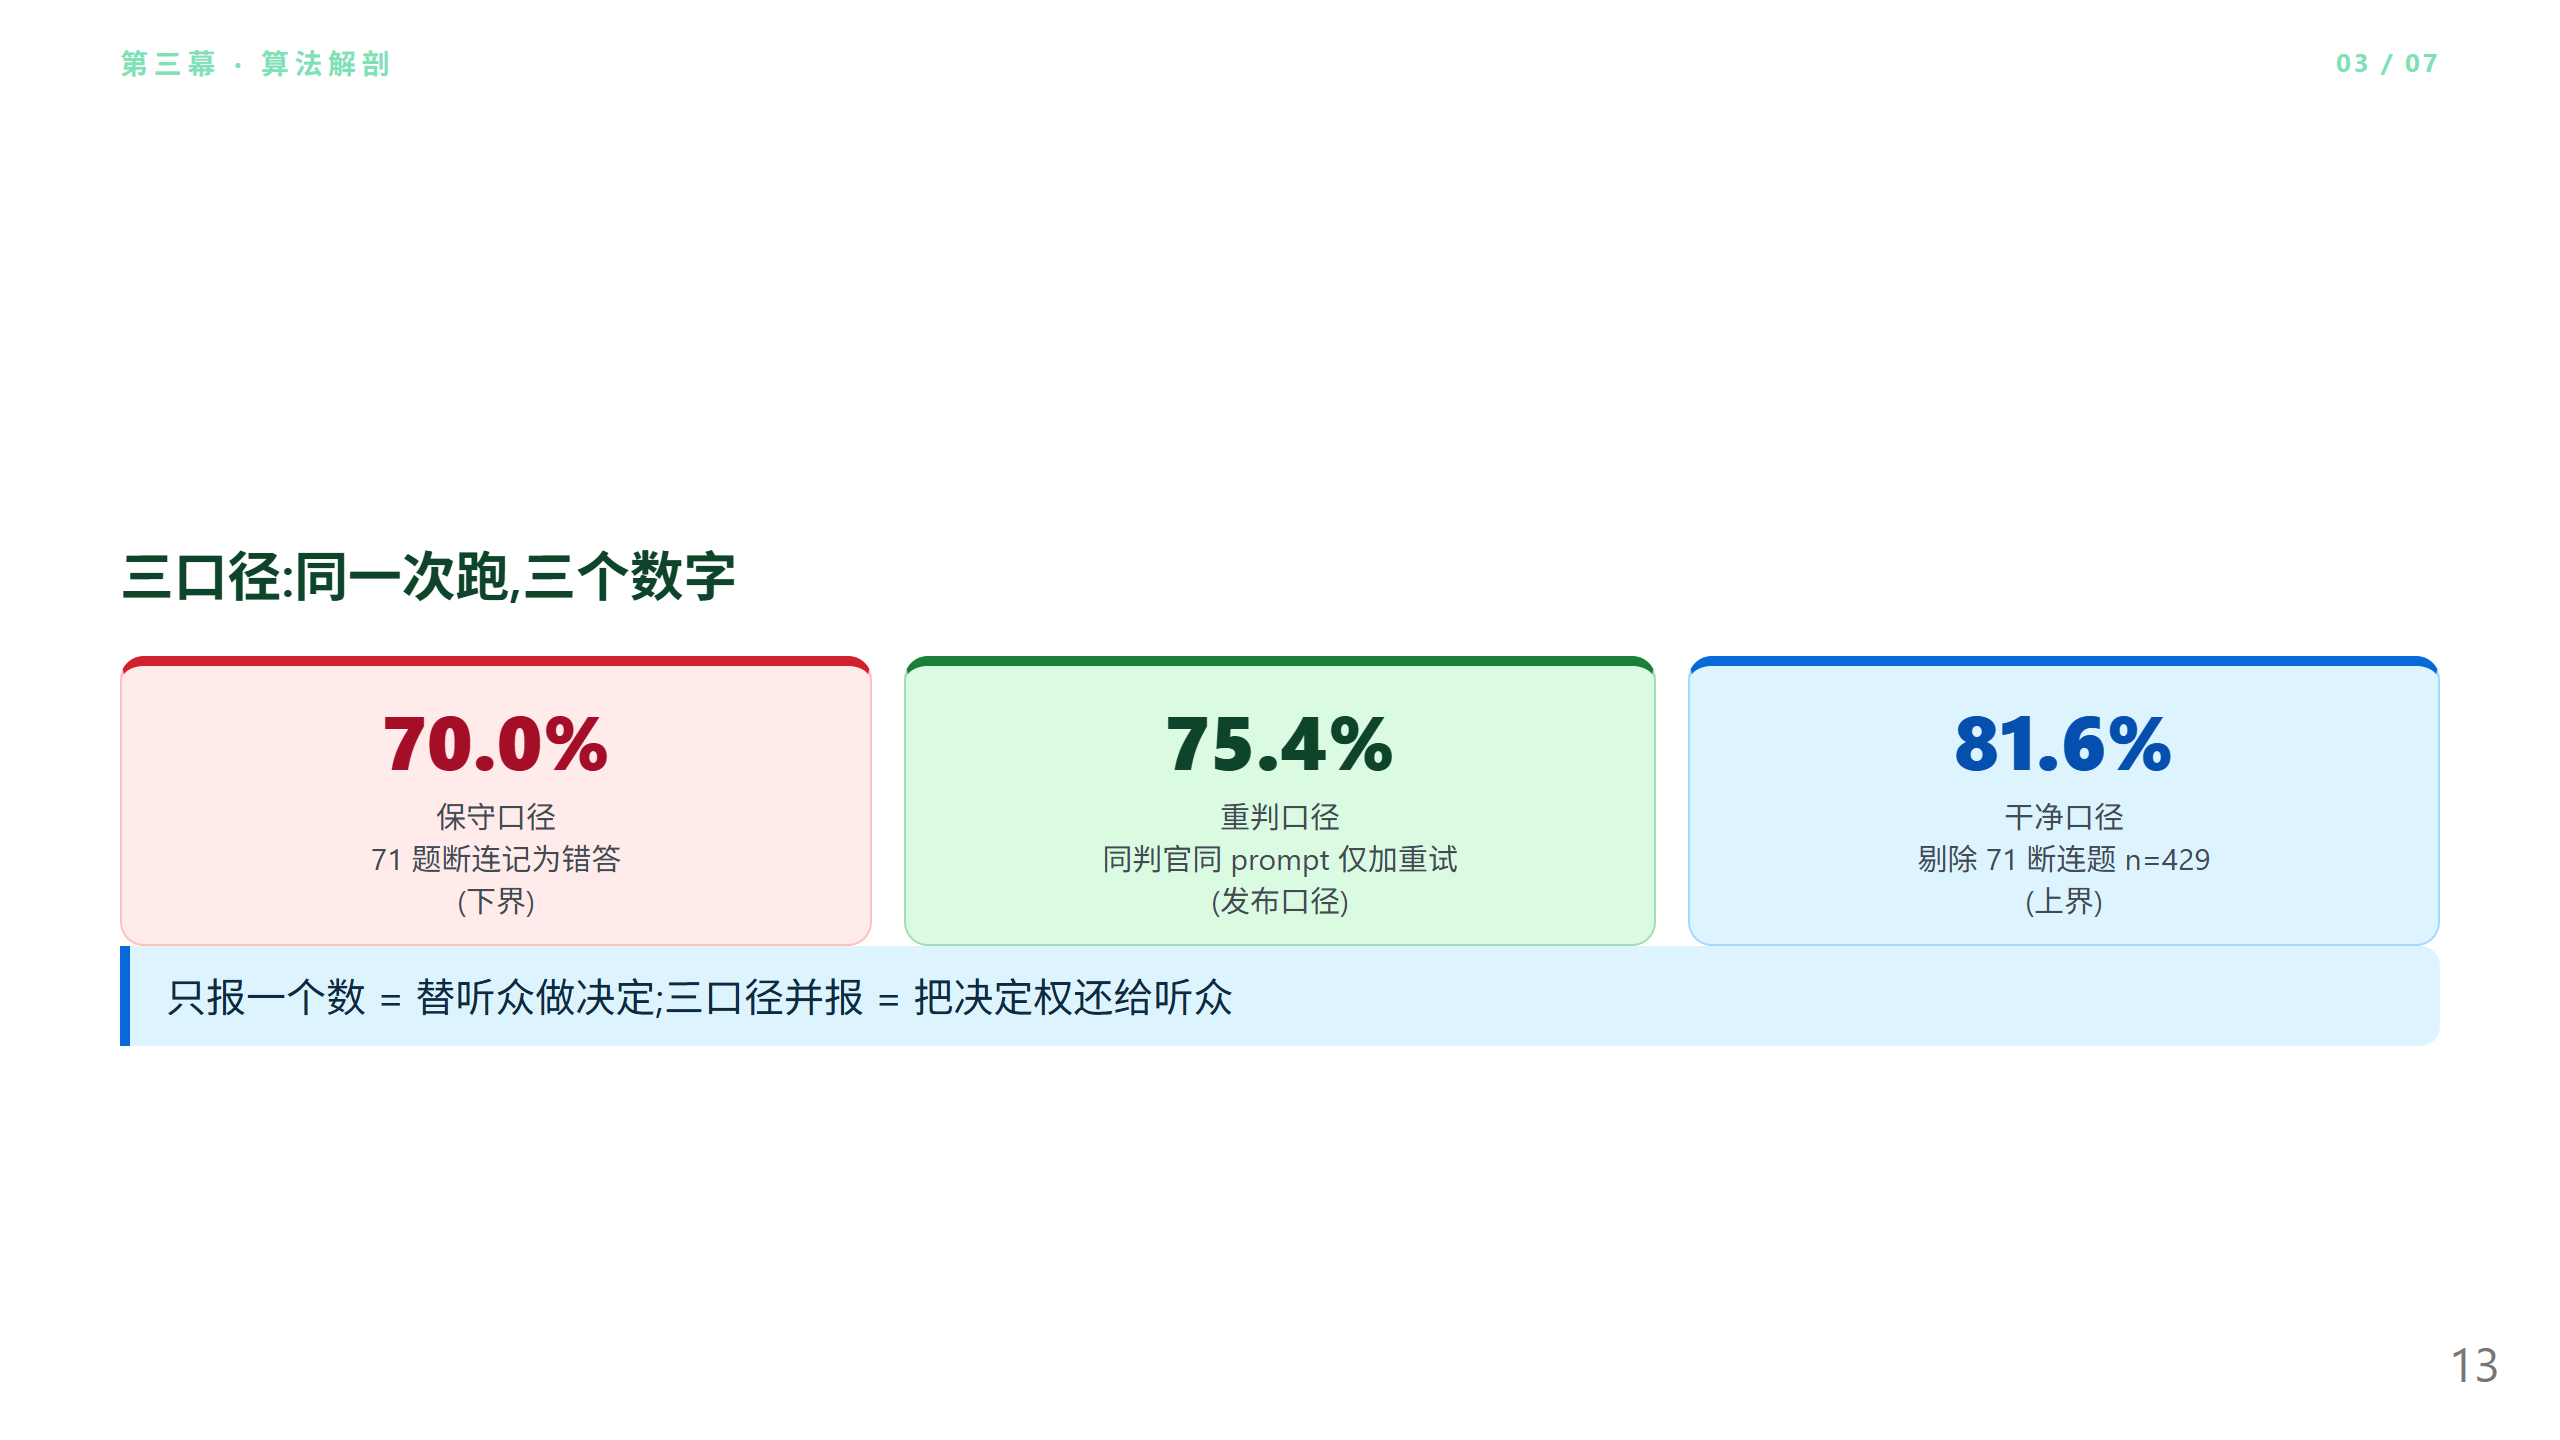 第三幕 · 算法解剖
03 / 07
三口径:同一次跑,三个数字
70.0%
保守口径
71 题断连记为错答
(下界)
75.4%
重判口径
同判官同 prompt 仅加重试
(发布口径)
81.6%
干净口径
剔除 71 断连题 n=429
(上界)
只报一个数 = 替听众做决定;三口径并报 = 把决定权还给听众
13